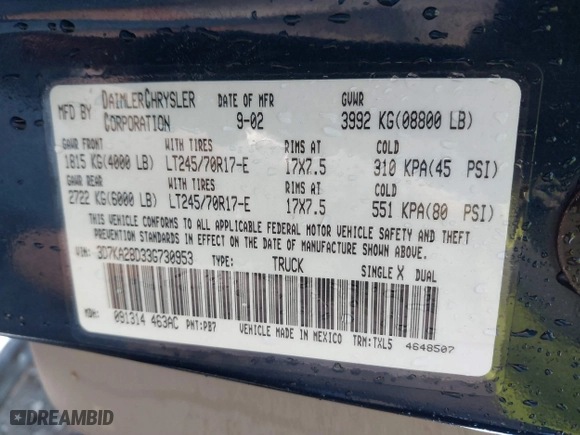 MFD BY DAIMLERCHRYSLER CORPORATION DATE OF MFR 9-02 GVWR 3992 KG(08800 LB)
GAWR FRONT WITH TIRES RIMS AT COLD
1815 KG(4000 LB) LT245/70R17-E 17X7.5 310 KPA(45 PSI)
GAWR REAR WITH TIRES RIMS AT COLD
2722 KG(6000 LB) LT245/70R17-E 17X7.5 551 KPA(80 PSI)
THIS VEHICLE CONFORMS TO ALL APPLICABLE FEDERAL MOTOR VEHICLE SAFETY AND THEFT
PREVENTION STANDARDS IN EFFECT ON THE DATE OF MANUFACTURE SHOWN ABOVE.
VIN: 3D7KA28D33G730953 TYPE: TRUCK SINGLE X DUAL
MDH: 091314 463AC PNT: PB7 VEHICLE MADE IN MEXICO TRM:TXL5 4648507
DREAMBID